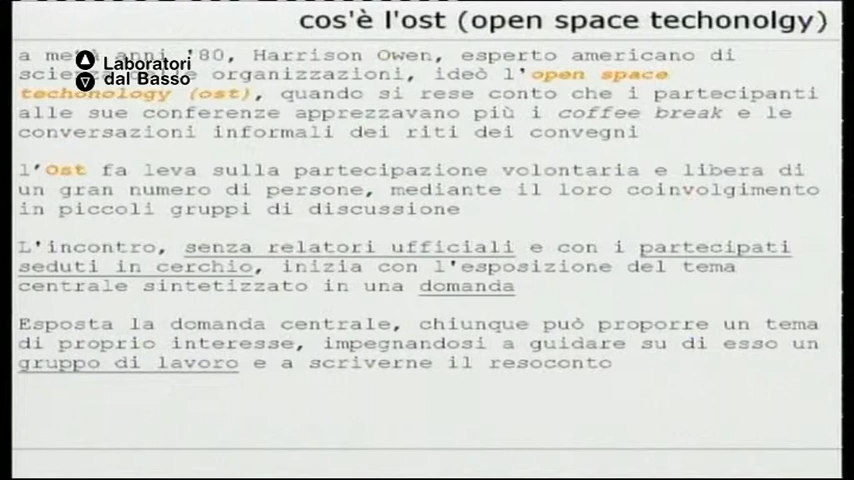 cos'è l'ost (open space techonolgy)
a anni '80, Harrison Owen, esperto americano di
Laboratori
dal Basso
e organizzazioni, ideò l'open space
techonology (ost), quando si rese conto che i partecipanti
alle sue conferenze apprezzavano più i coffee break e le
conversazioni informali dei riti dei convegni
l'Ost fa leva sulla partecipazione volontaria e libera di
un gran numero di persone, mediante il loro coinvolgimento
in piccoli gruppi di discussione
L'incontro, senza relatori ufficiali e con i partecipati
seduti in cerchio, inizia con l'esposizione del tema
centrale sintetizzato in una domanda
Esposta la domanda centrale, chiunque può proporre un tema
di proprio interesse, impegnandosi a guidare su di esso un
gruppo di lavoro e a scriverne il resoconto